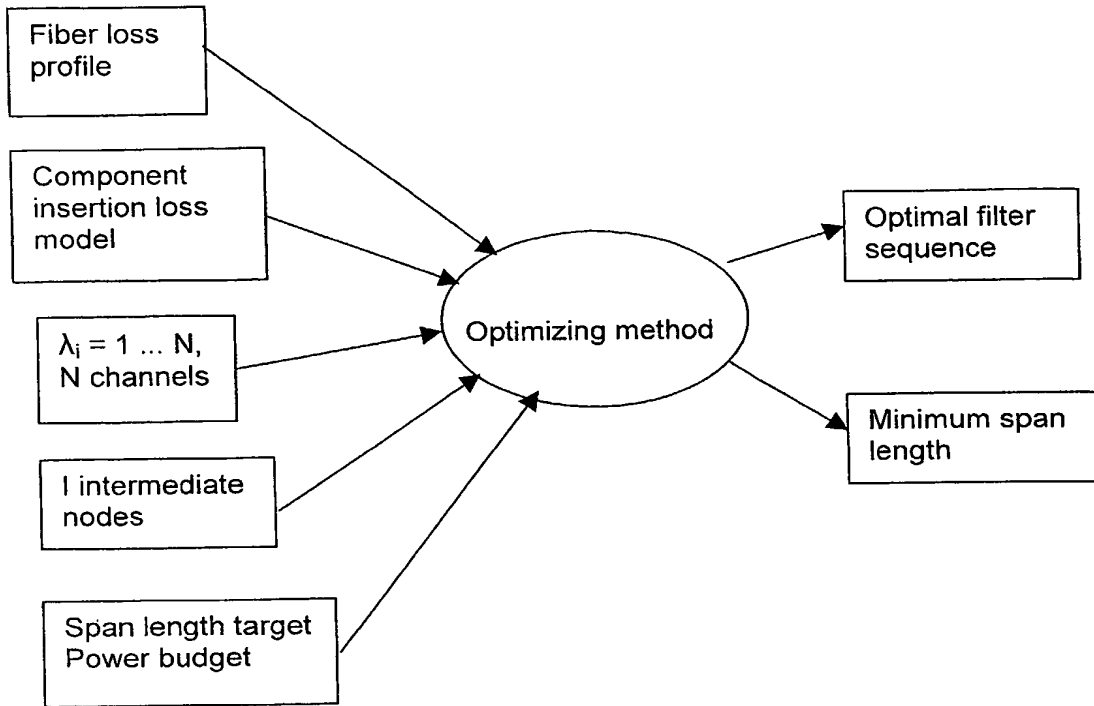 Fiber loss
profile
Component
insertion loss
model
λi = 1 ... N,
N channels
I intermediate
nodes
Span length target
Power budget
Optimizing method
Optimal filter
sequence
Minimum span
length